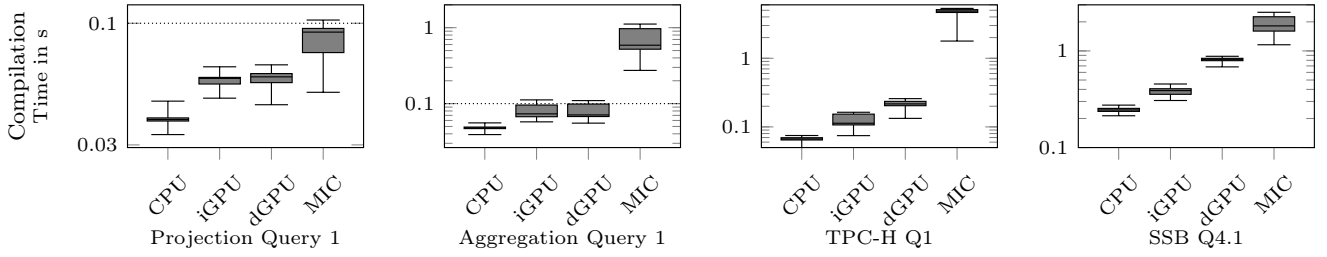 Compilation
Time in s
0.1
0.03
CPU
iGPU
dGPU
MIC
Projection Query 1
1
0.1
CPU
iGPU
dGPU
MIC
Aggregation Query 1
1
0.1
CPU
iGPU
dGPU
MIC
TPC-H Q1
1
0.1
CPU
iGPU
dGPU
MIC
SSB Q4.1